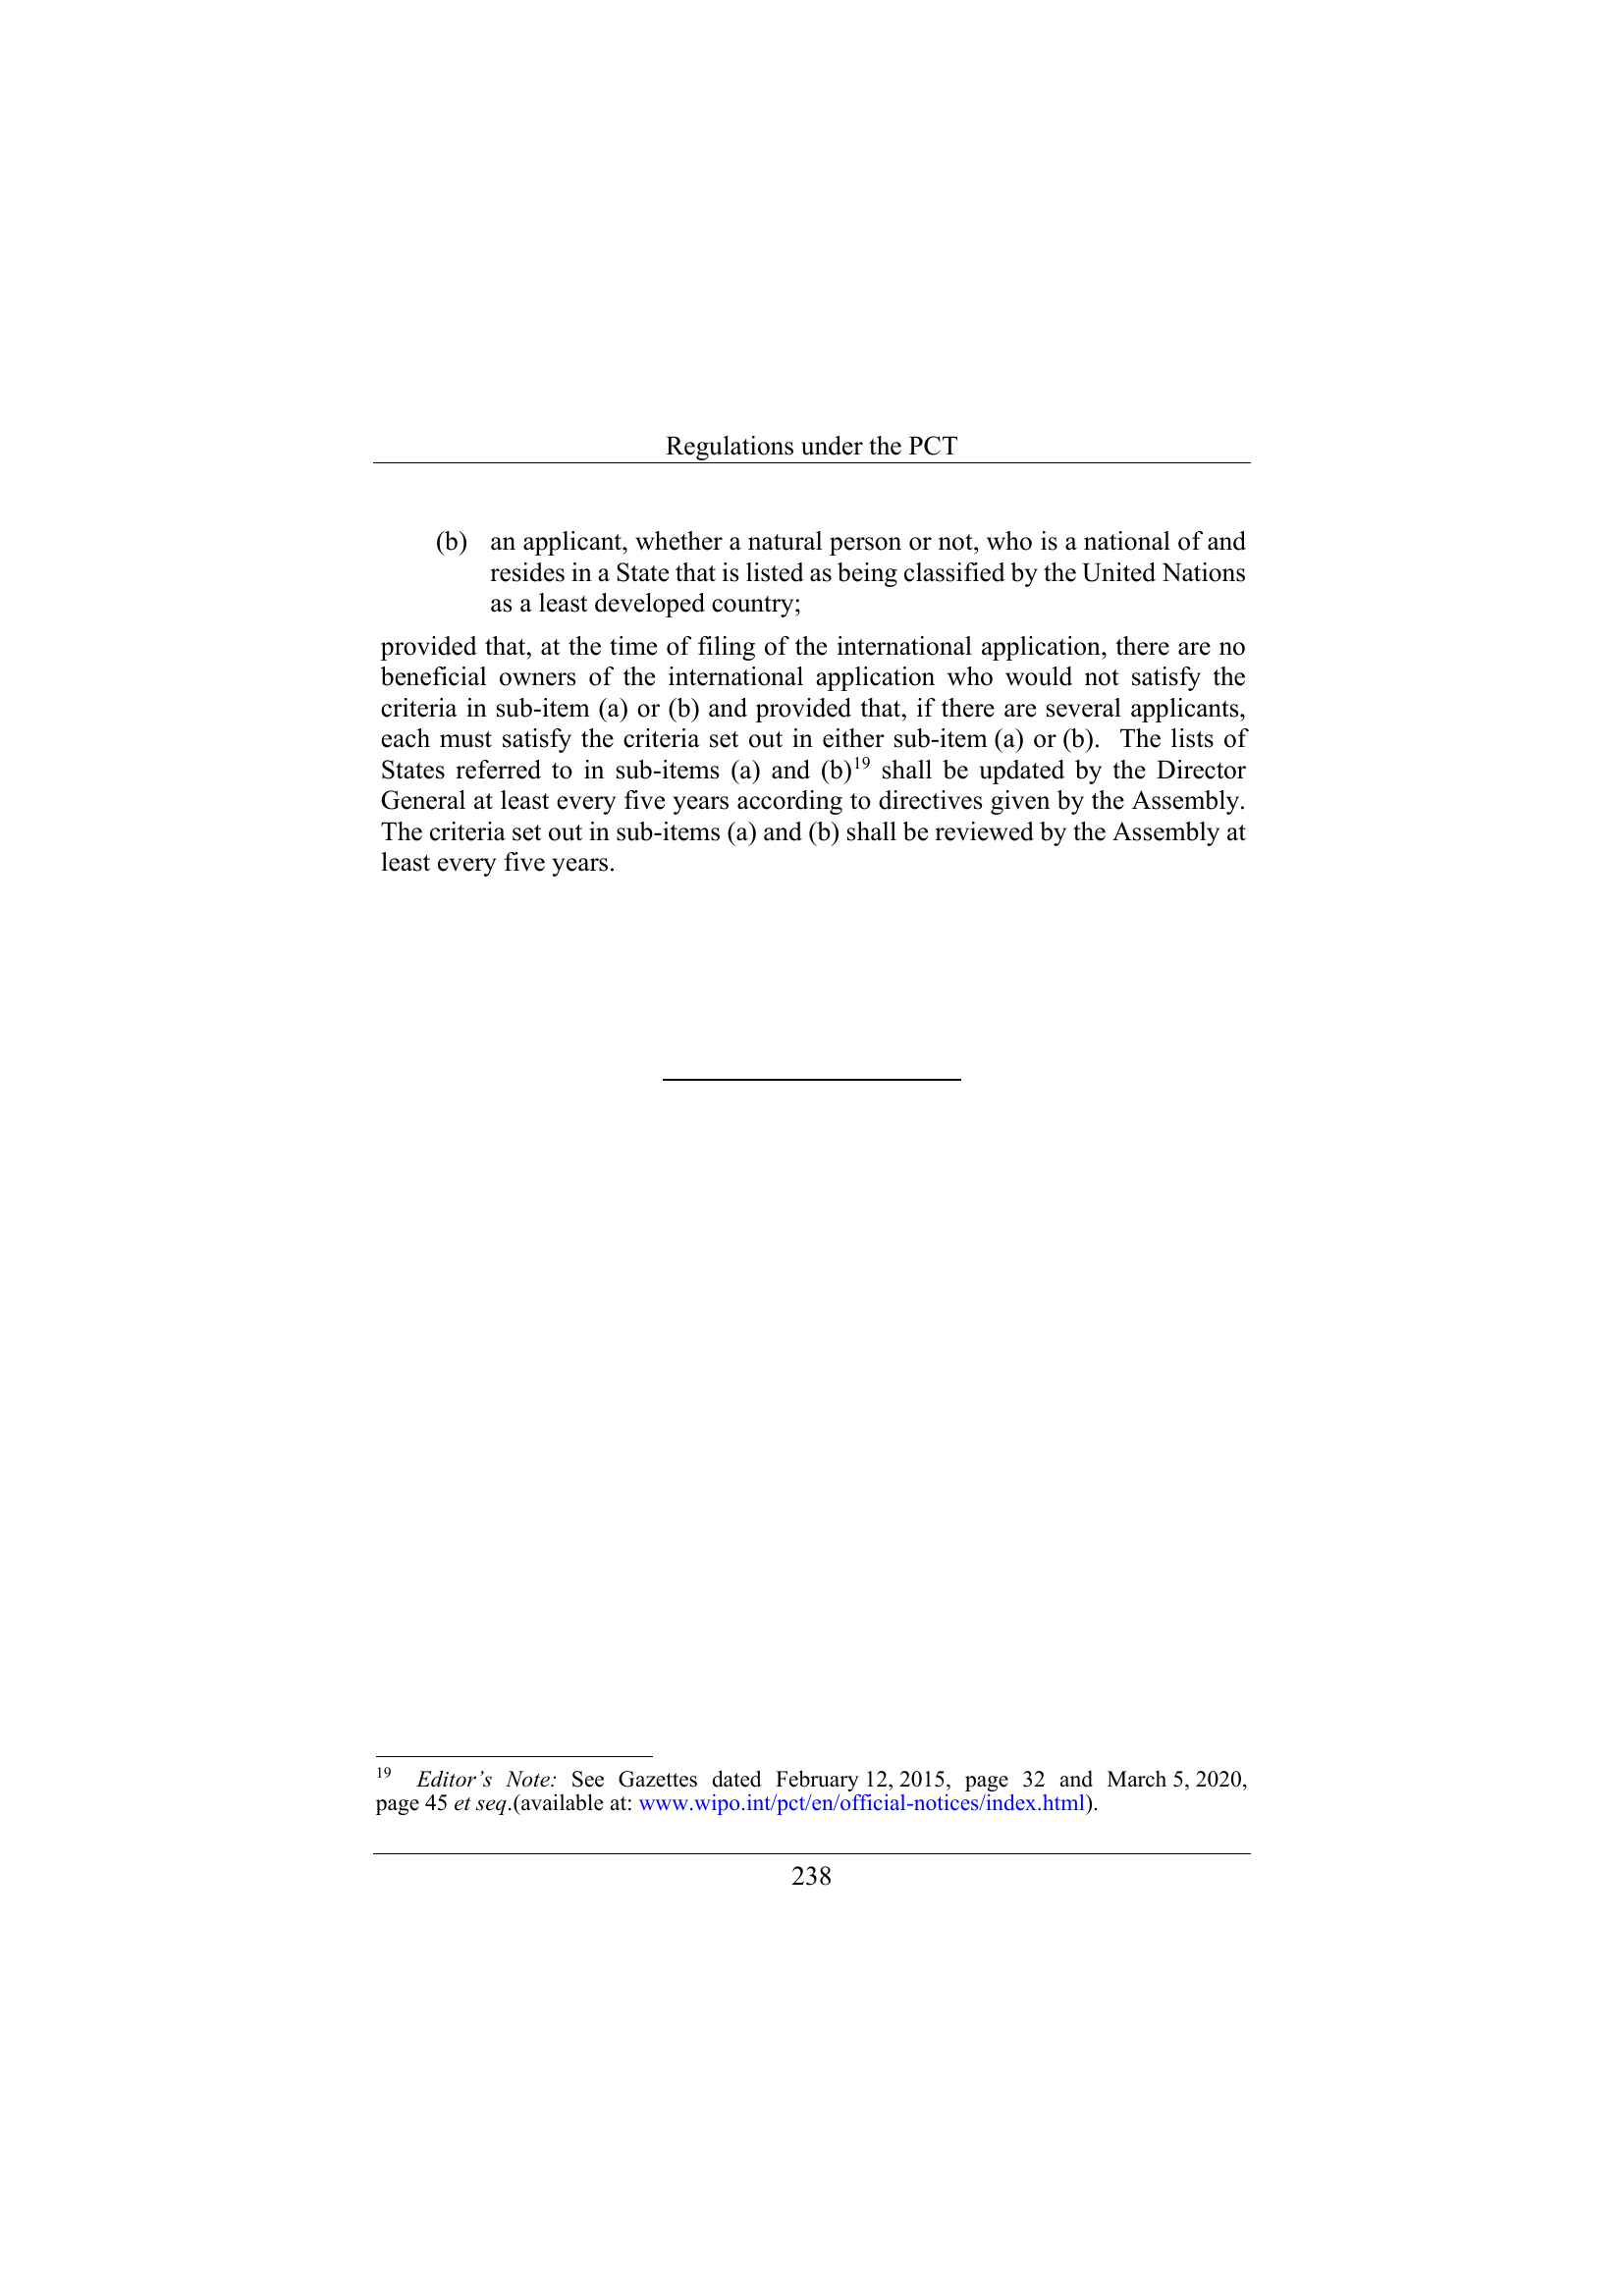 Regulations under the PCT
(b) an applicant, whether a natural person or not, who is a national of and
resides in a State that is listed as being classified by the United Nations
as a least developed country;
provided that, at the time of filing of the international application, there are no
beneficial owners of the international application who would not satisfy the
criteria in sub-item (a) or (b) and provided that, if there are several applicants,
each must satisfy the criteria set out in either sub-item (a) or (b). The lists of
States referred to in sub-items (a) and (b)19 shall be updated by the Director
General at least every five years according to directives given by the Assembly.
The criteria set out in sub-items (a) and (b) shall be reviewed by the Assembly at
least every five years.
19 Editor’s Note: See Gazettes dated February 12, 2015, page 32 and March 5, 2020,
page 45 et seq.(available at: www.wipo.int/pct/en/official-notices/index.html).
238